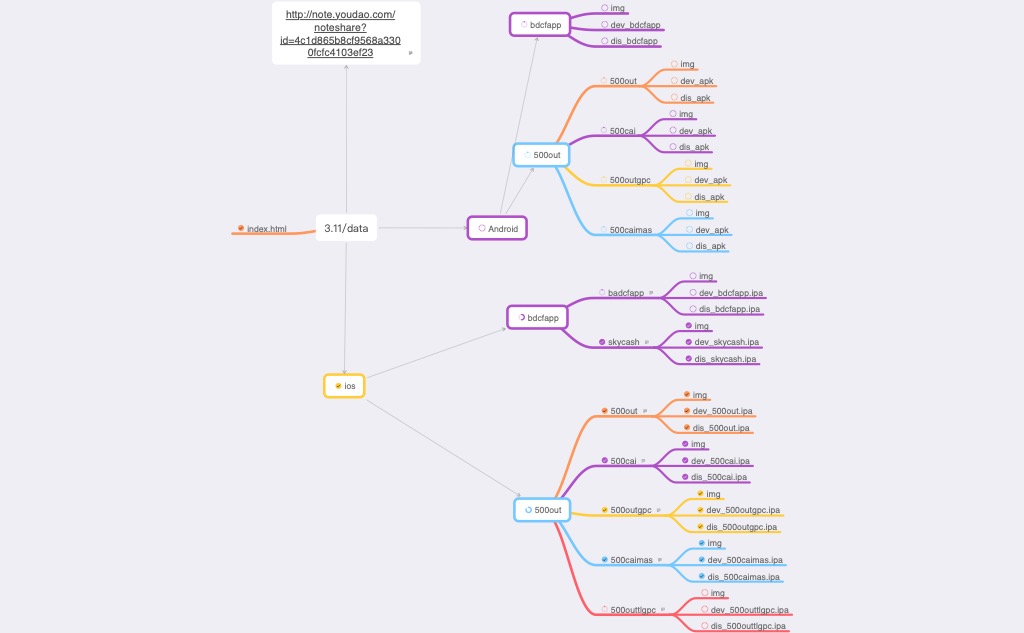 http://note.youdao.com/
noteshare?
id=4c1d865b8cf9568a330
0fcfc4103ef23
index.html
3.11/data
Android
bdcfapp
img
dev_bdcfapp
dis_bdcfapp
500out
500out
img
dev_apk
dis_apk
500cai
img
dev_apk
dis_apk
500outgpc
img
dev_apk
dis_apk
500caimas
img
dev_apk
dis_apk
ios
bdcfapp
badcfapp
img
dev_bdcfapp.ipa
dis_bdcfapp.ipa
skycash
img
dev_skycash.ipa
dis_skycash.ipa
500out
500out
img
dev_500out.ipa
dis_500out.ipa
500cai
img
dev_500cai.ipa
dis_500cai.ipa
500outgpc
img
dev_500outgpc.ipa
dis_500outgpc.ipa
500caimas
img
dev_500caimas.ipa
dis_500caimas.ipa
500outtlgpc
img
dev_500outtlgpc.ipa
dis_500outtlgpc.ipa